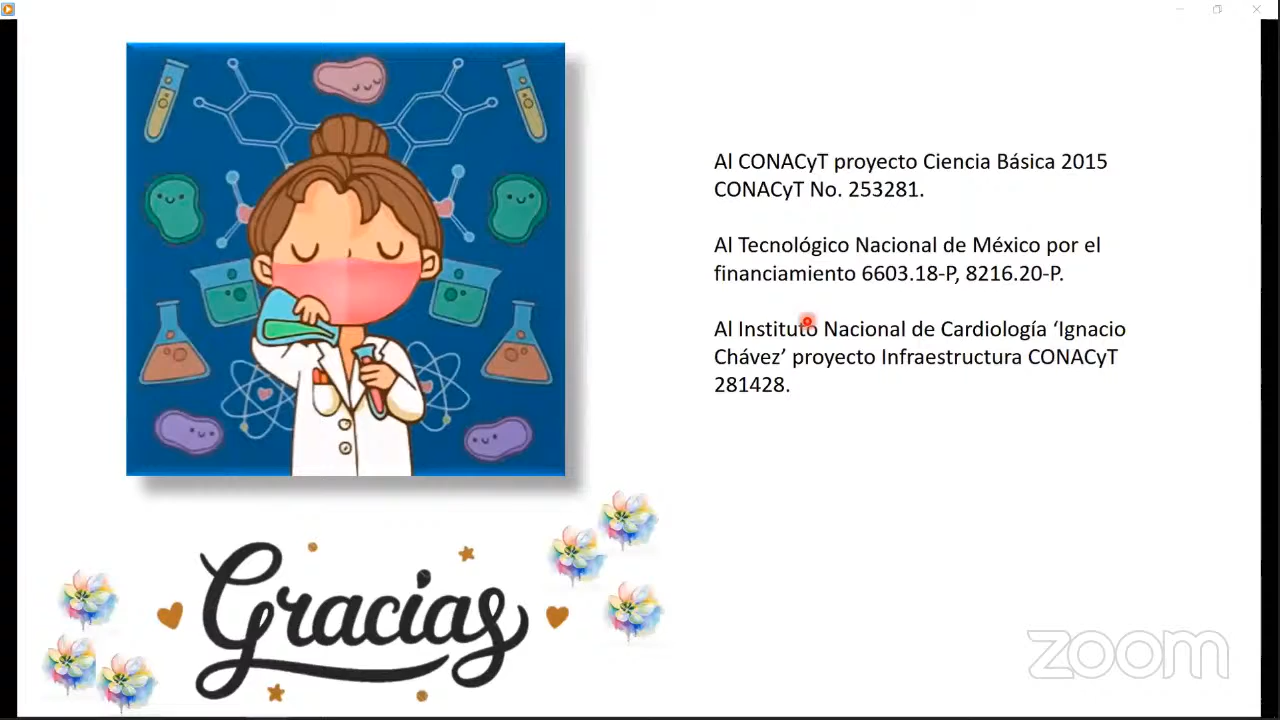 Al CONACyT proyecto Ciencia Básica 2015
CONACyT No. 253281.
Al Tecnológico Nacional de México por el
financiamiento 6603.18-P, 8216.20-P.
Al Instituto Nacional de Cardiología ‘Ignacio
Chávez’ proyecto Infraestructura CONACyT
281428.
Gracias
zoom